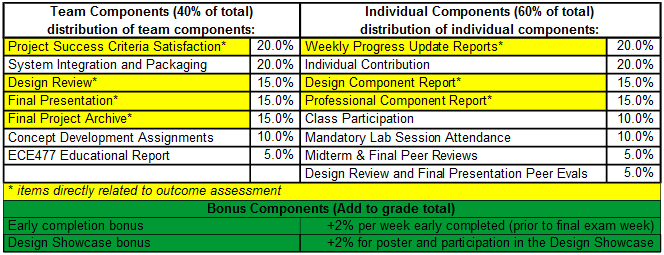 Team Components (40% of total) Individual Components (60% of total)
distribution of team components: distribution of individual components:
Project Success Criteria Satisfaction* 20.0% Weekly Progress Update Reports* 20.0%
System Integration and Packaging 20.0% Individual Contribution 20.0%
Design Review* 15.0% Design Component Report* 15.0%
Final Presentation* 15.0% Professional Component Report* 15.0%
Final Project Archive* 15.0% Class Participation 10.0%
Concept Development Assignments 10.0% Mandatory Lab Session Attendance 10.0%
ECE477 Educational Report 5.0% Midterm & Final Peer Reviews 5.0%
Design Review and Final Presentation Peer Evals 5.0%
* items directly related to outcome assessment
Bonus Components (Add to grade total)
Early completion bonus +2% per week early completed (prior to final exam week)
Design Showcase bonus +2% for poster and participation in the Design Showcase